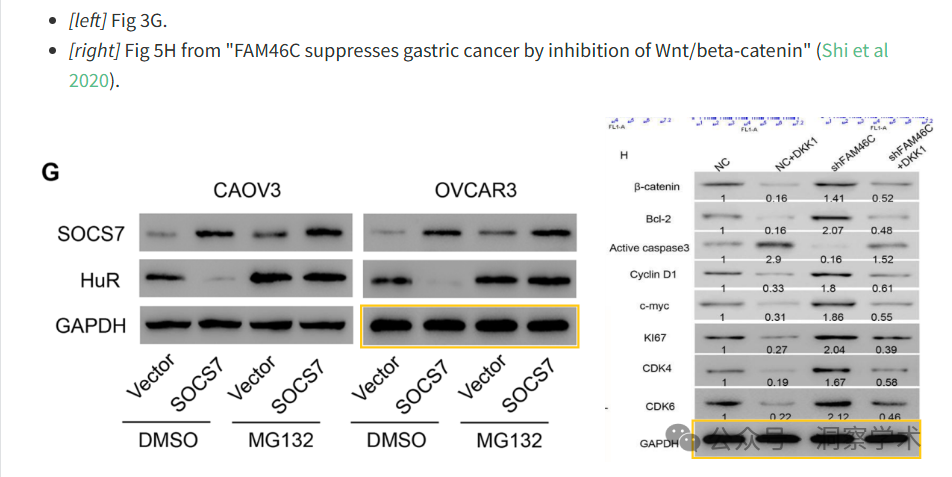 [left] Fig 3G.
[right] Fig 5H from "FAM46C suppresses gastric cancer by inhibition of Wnt/beta-catenin" (Shi et al
2020).
G
CAOV3
OVCAR3
SOCS7
HuR
GAPDH
Vector
SOCS7
Vector
SOCS7
Vector
SOCS7
Vector
SOCS7
DMSO
MG132
DMSO
MG132
FL1-A
FL1-A
FL1-A
H
NC
NC+DKK1
shFAM46C
shFAM46C
+DKK1
β-catenin
1 0.16 1.41 0.52
Bcl-2
1 0.16 2.07 0.48
Active caspase3
1 2.9 0.16 1.52
Cyclin D1
1 0.33 1.8 0.61
c-myc
1 0.31 1.86 0.55
KI67
1 0.27 2.04 0.39
CDK4
1 0.19 1.67 0.58
CDK6
1 0.22 2.12 0.46
GAPDH
公众号 洞察学术